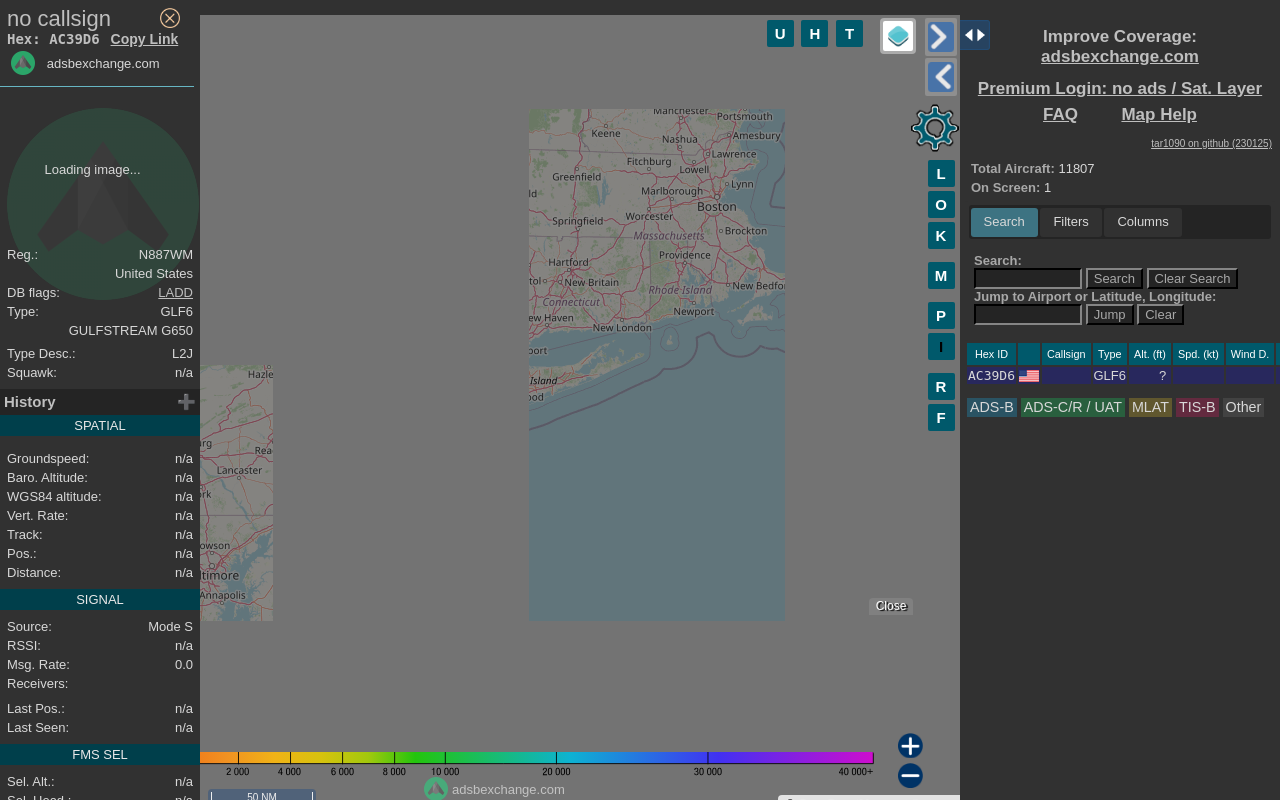 no callsign
Hex: AC39D6 Copy Link
adsbexchange.com
Loading image...
Reg.: N887WM
United States
DB flags: LADD
Type: GLF6
GULFSTREAM G650
Type Desc.: L2J
Squawk: n/a
History
SPATIAL
Groundspeed: n/a
Baro. Altitude: n/a
WGS84 altitude: n/a
Vert. Rate: n/a
Track: n/a
Pos.: n/a
Distance: n/a
SIGNAL
Source: Mode S
RSSI: n/a
Msg. Rate: 0.0
Receivers:
Last Pos.: n/a
Last Seen: n/a
FMS SEL
Sel. Alt.: n/a
Sel. Head.: n/a
U H T
L
O
K
M
P
I
R
F
Manchester
Portsmouth
Keene
Nashua
Amesbury
Fitchburg
Lawrence
Greenfield
Lowell
Marlborough
Lynn
Worcester
Boston
Springfield
Massachusetts
Brockton
Hartford
Providence
New Britain
Rhode Island
New Bedfor
Connecticut
Newport
ew Haven
New London
port
Island
ood
Hazle
Rea
Lancaster
rk
owson
ltimore
Annapolis
Close
2 000 4 000 6 000 8 000 10 000 20 000 30 000 40 000+
adsbexchange.com
50 NM
Improve Coverage:
adsbexchange.com
Premium Login: no ads / Sat. Layer
FAQ Map Help
tar1090 on github (230125)
Total Aircraft: 11807
On Screen: 1
Search Filters Columns
Search:
Search Clear Search
Jump to Airport or Latitude, Longitude:
Jump Clear
Hex ID Callsign Type Alt. (ft) Spd. (kt) Wind D.
AC39D6 GLF6 ?
ADS-B ADS-C/R / UAT MLAT TIS-B Other